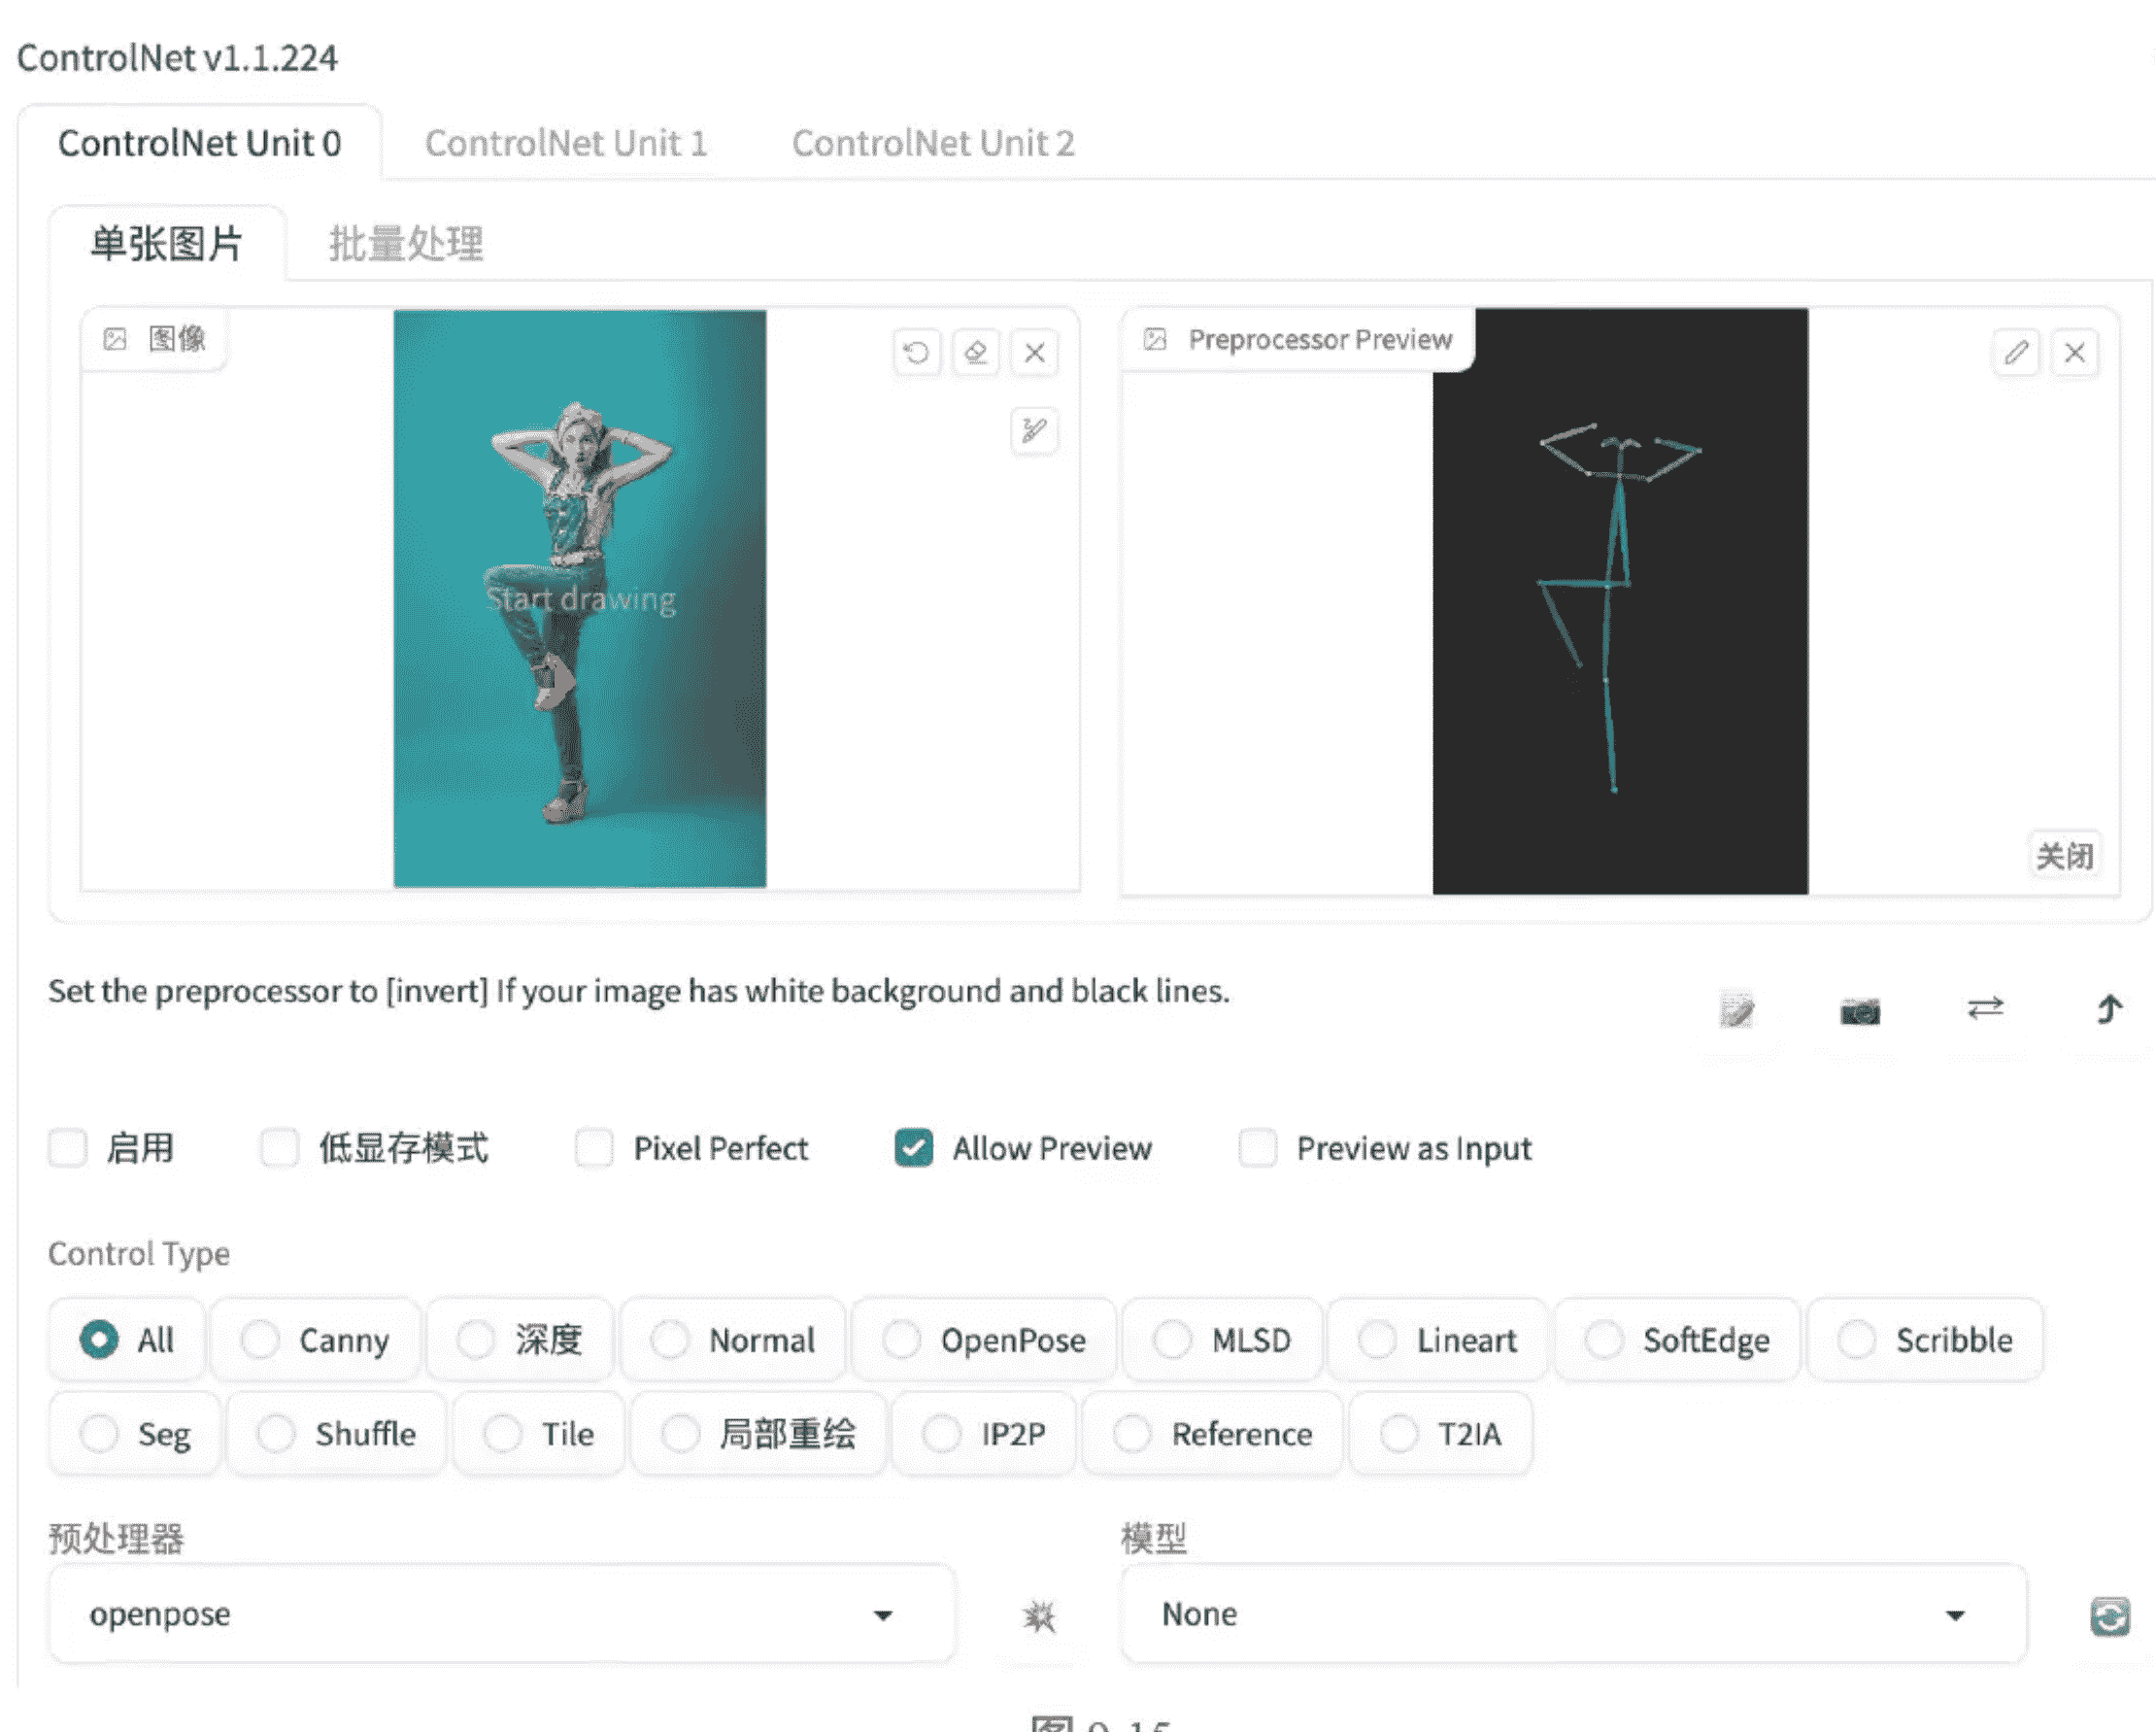 ControlNet v1.1.224
ControlNet Unit 0 ControlNet Unit 1 ControlNet Unit 2
单张图片 批量处理
图像 Preprocessor Preview
Start drawing
关闭
Set the preprocessor to [invert] If your image has white background and black lines.
启用 低显存模式 Pixel Perfect Allow Preview Preview as Input
Control Type
All Canny 深度 Normal OpenPose MLSD Lineart SoftEdge Scribble
Seg Shuffle Tile 局部重绘 IP2P Reference T2IA
预处理器 模型
openpose None